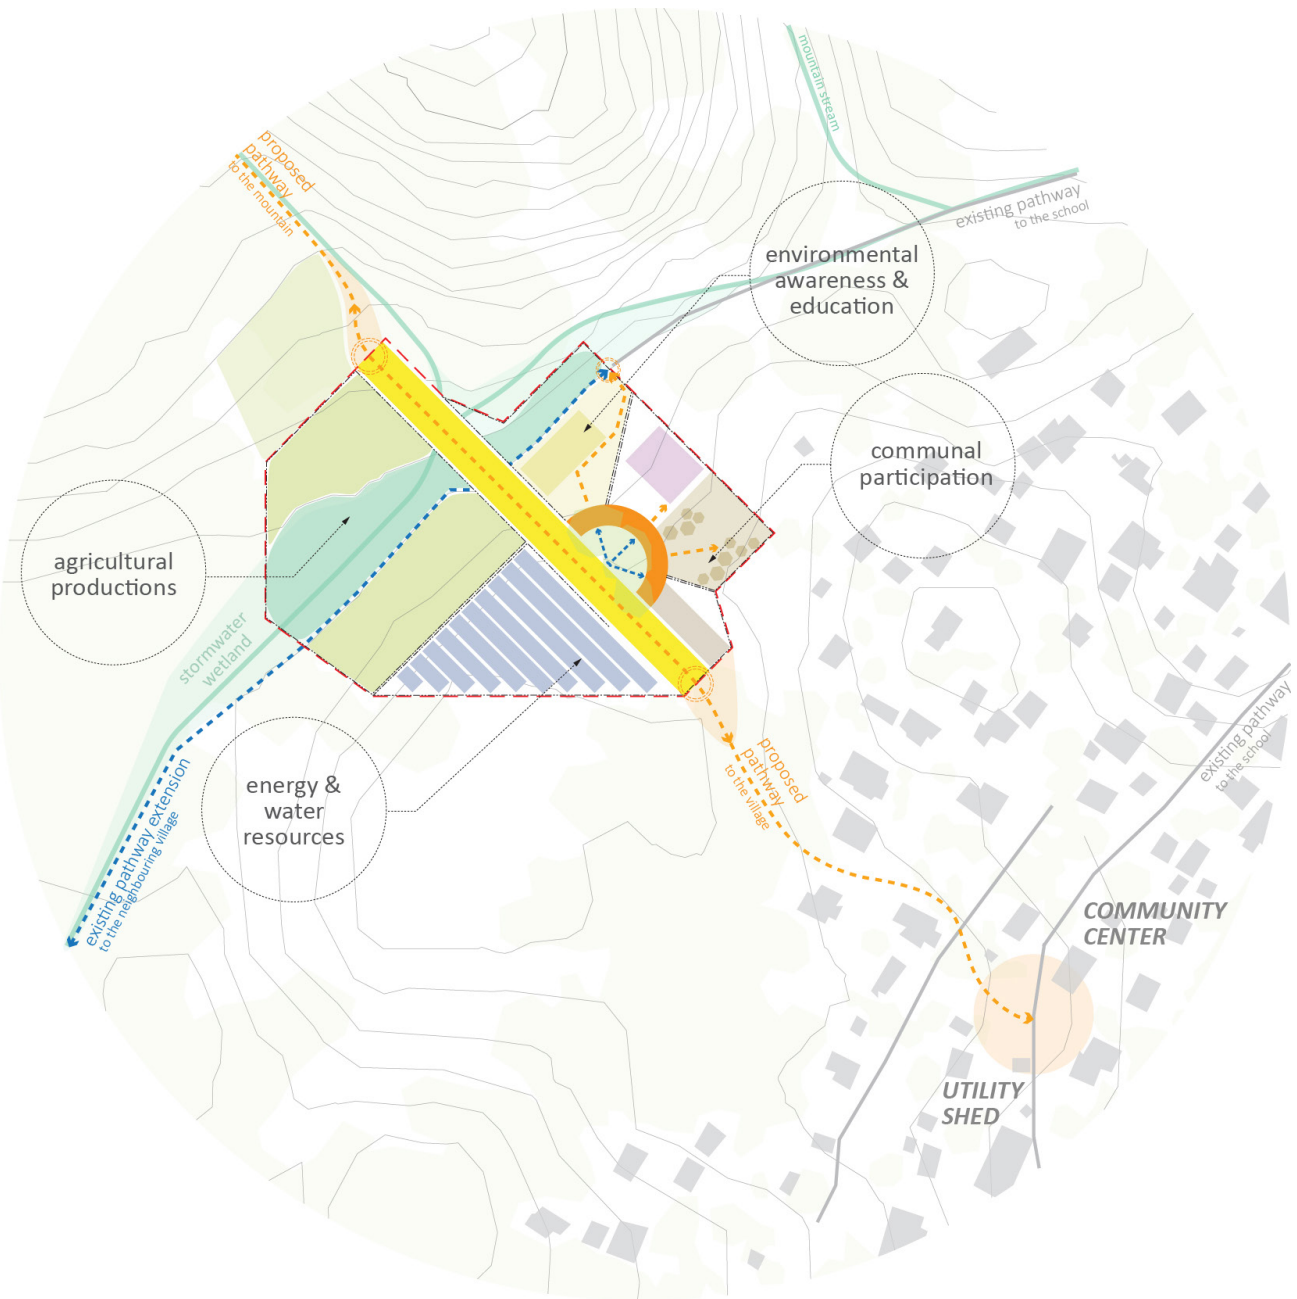 mountain stream
proposed
pathway
to the mountain
existing pathway
to the school
environmental
awareness &
education
communal
participation
agricultural
productions
stormwater
wetland
existing pathway
to the school
proposed
pathway
to the village
energy &
water
resources
existing pathway extension
to the neighbouring village
COMMUNITY
CENTER
UTILITY
SHED